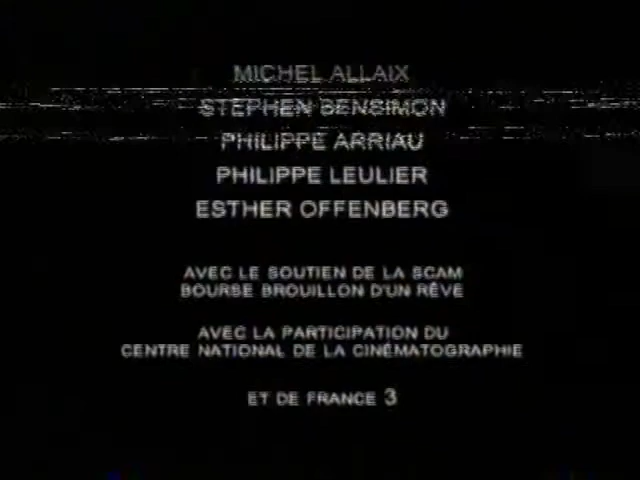 MICHEL ALLAIX
STEPHEN BENSIMON
PHILIPPE ARRIAU
PHILIPPE LEULIER
ESTHER OFFENBERG
AVEC LE SOUTIEN DE LA SCAM
BOURSE BROUILLON D'UN RÊVE
AVEC LA PARTICIPATION DU
CENTRE NATIONAL DE LA CINÉMATOGRAPHIE
ET DE FRANCE 3